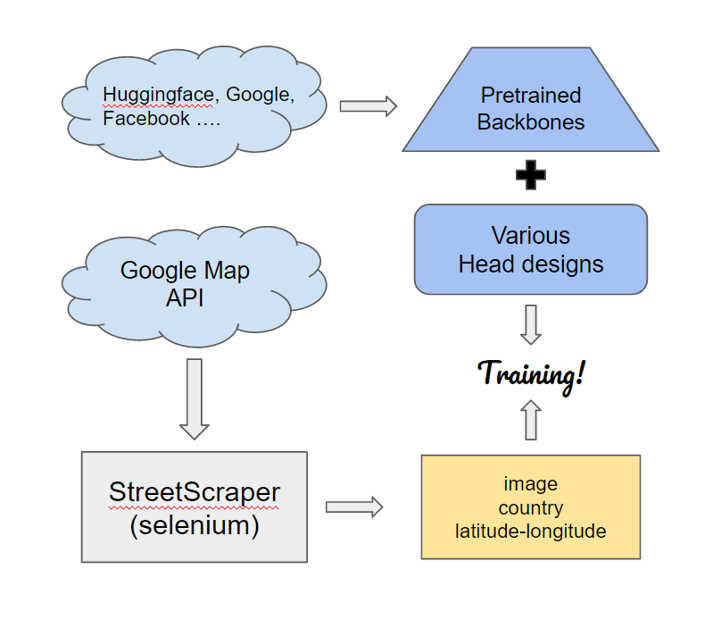 Huggingface, Google,
Facebook ....
Pretrained
Backbones
Various
Head designs
Google Map
API
Training!
StreetScraper
(selenium)
image
country
latitude-longitude